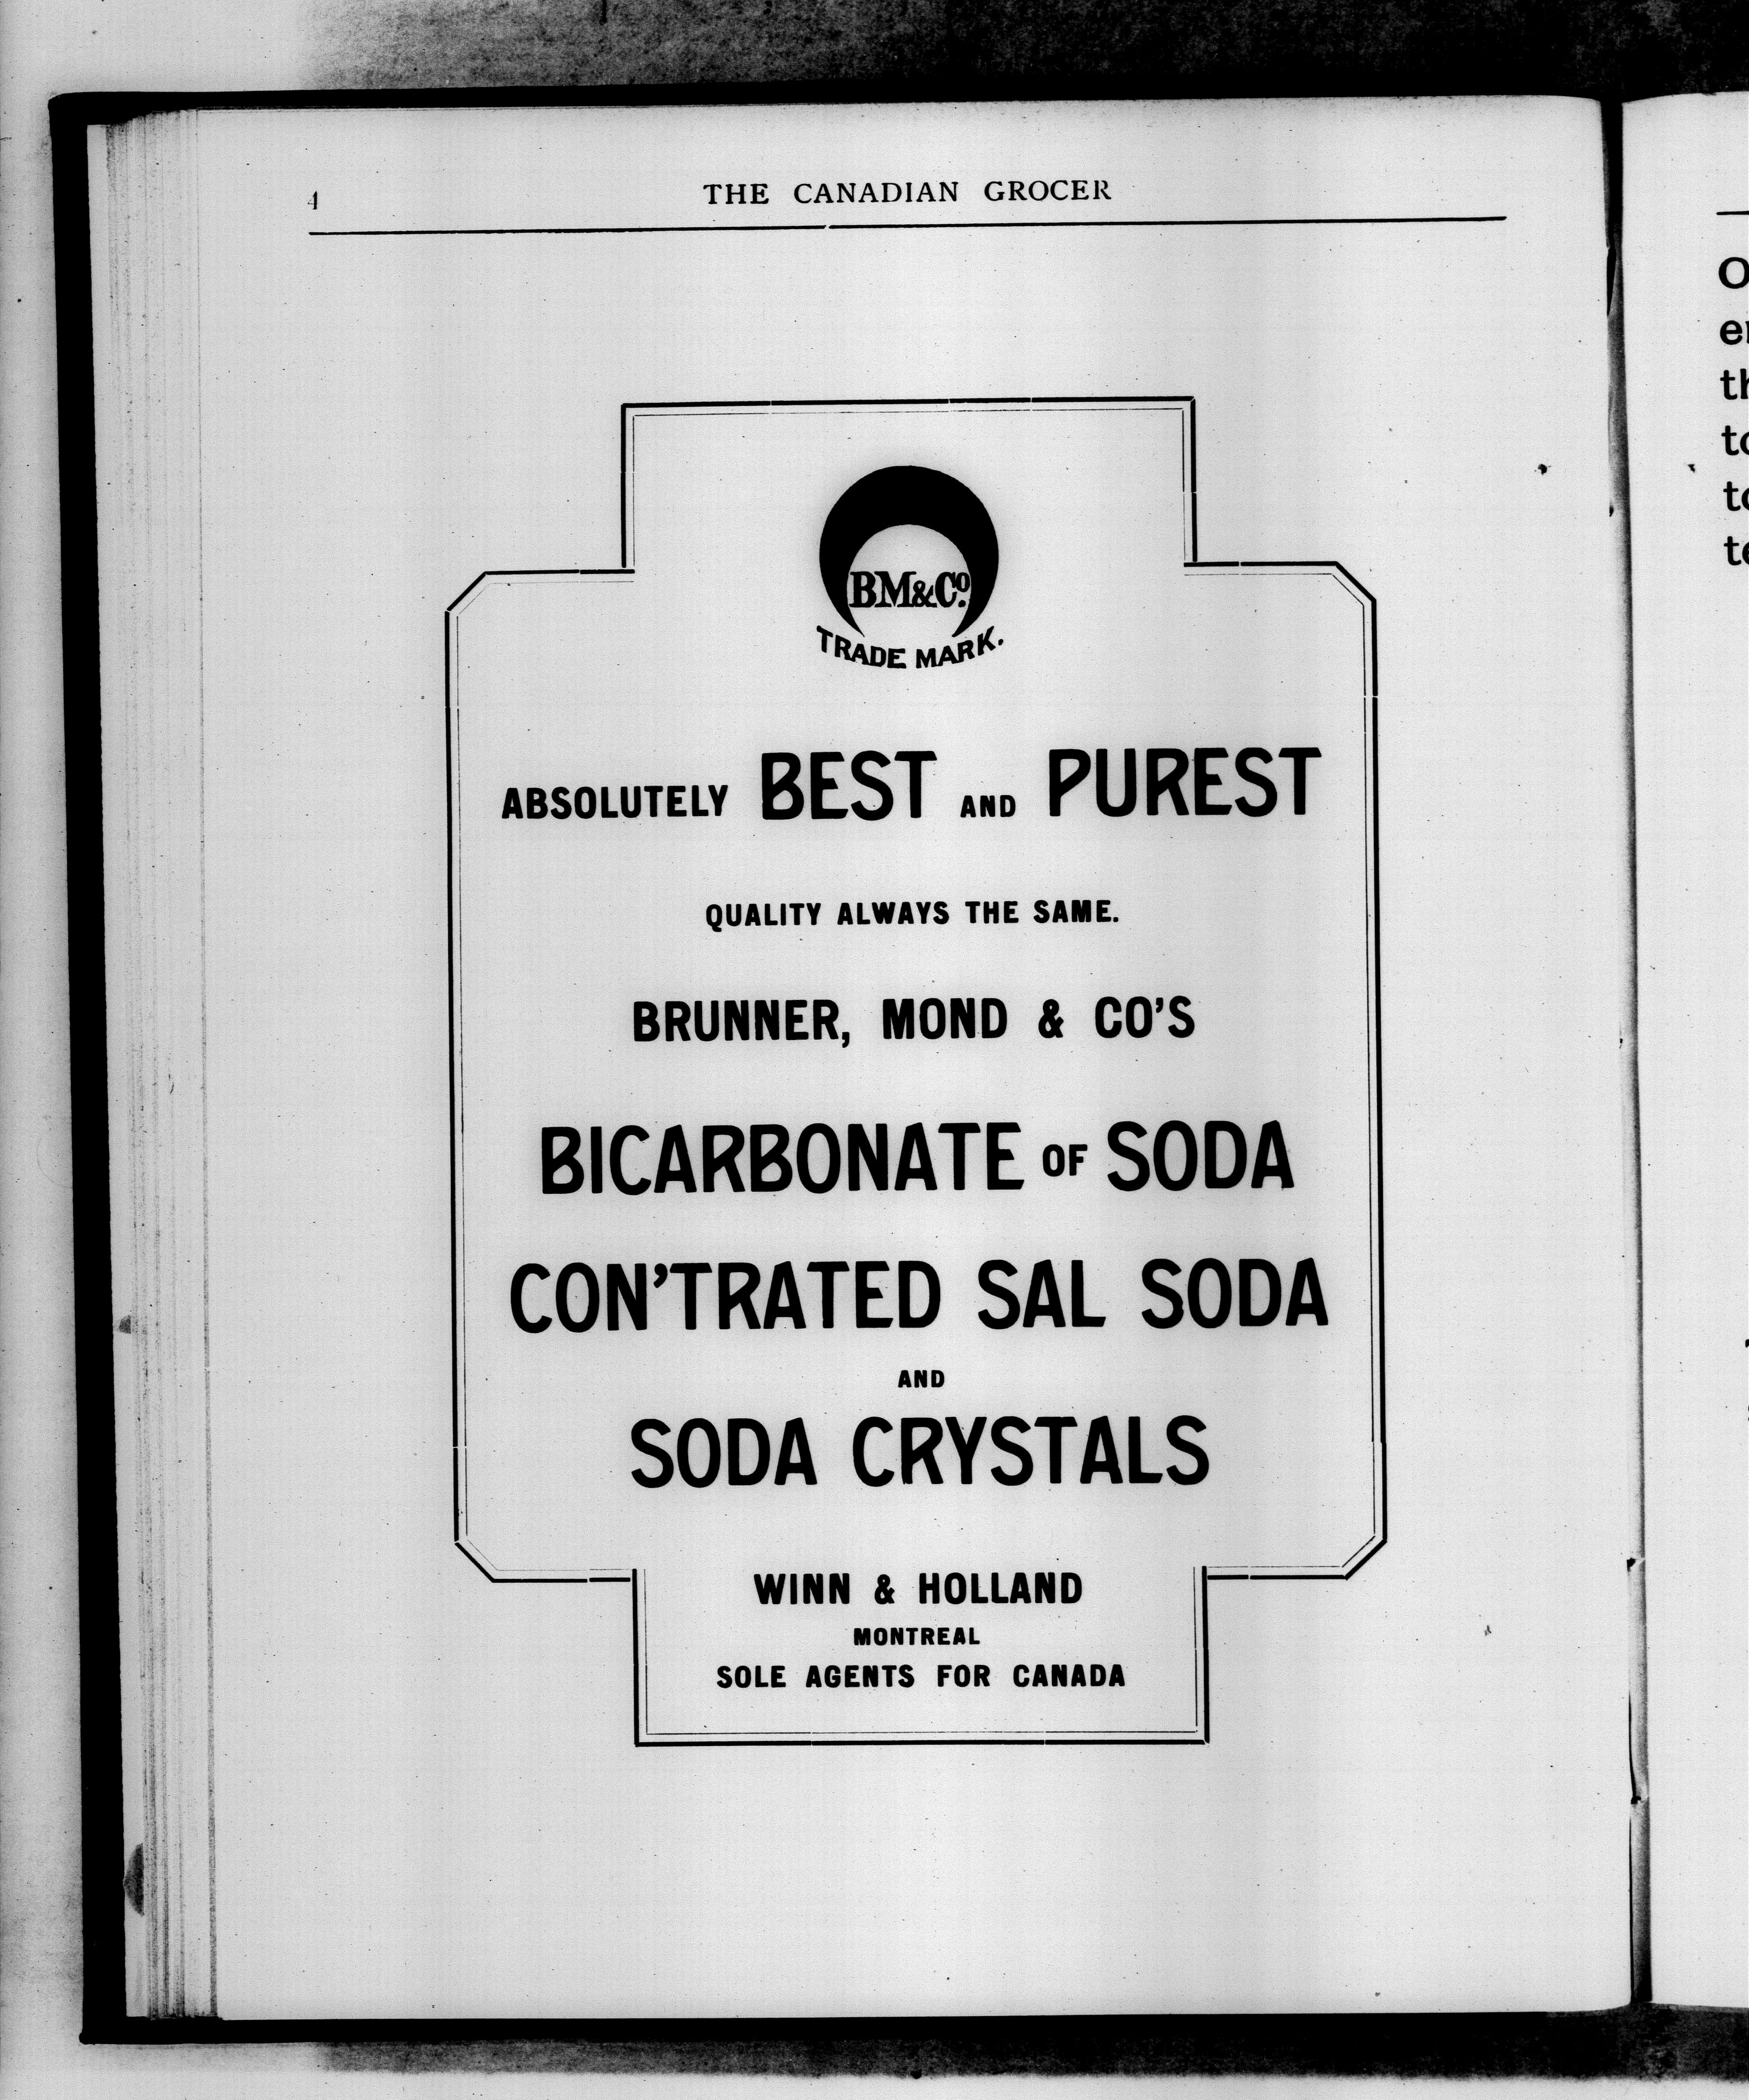 4
THE CANADIAN GROCER
BM&Co.
TRADE MARK.
ABSOLUTELY BEST AND PUREST
QUALITY ALWAYS THE SAME.
BRUNNER, MOND & CO'S
BICARBONATE OF SODA
CON'TRATED SAL SODA
AND
SODA CRYSTALS
WINN & HOLLAND
MONTREAL
SOLE AGENTS FOR CANADA